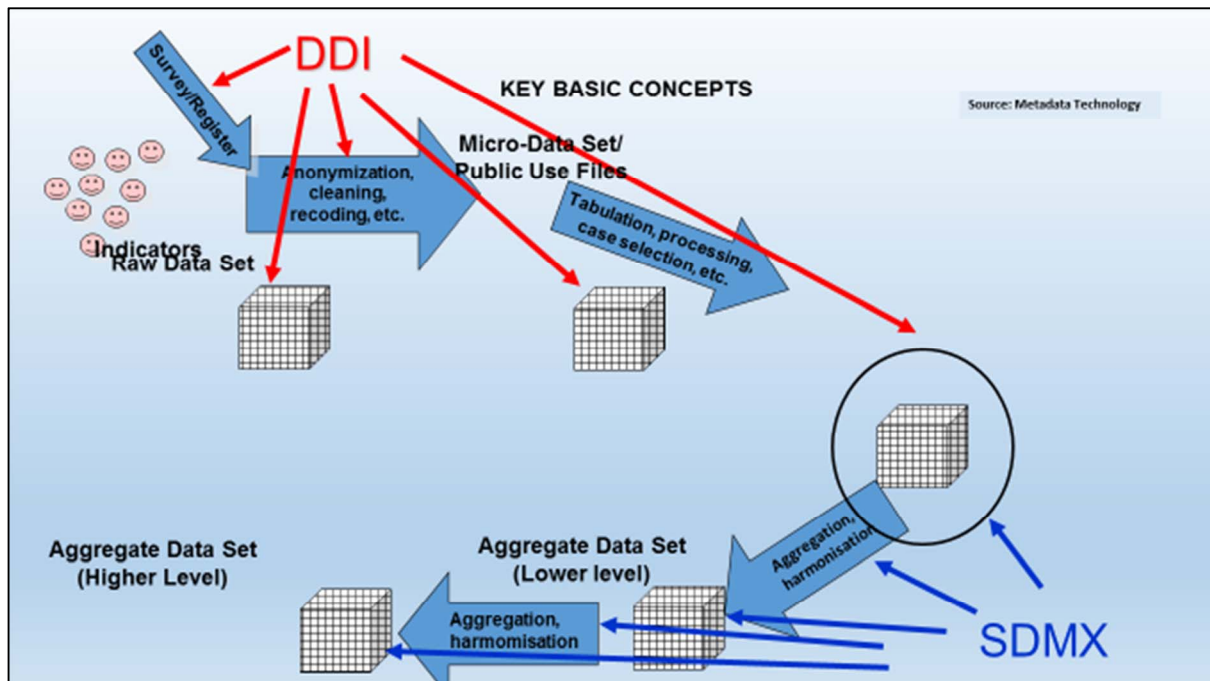 DDI
Survey/Register
KEY BASIC CONCEPTS
Source: Metadata Technology
Micro-Data Set/
Public Use Files
Anonymization,
cleaning,
recoding, etc.
Tabulation, processing,
case selection, etc.
Indicators
Raw Data Set
Aggregation,
harmonisation
Aggregate Data Set
(Higher Level)
Aggregate Data Set
(Lower level)
Aggregation,
harmomisation
SDMX